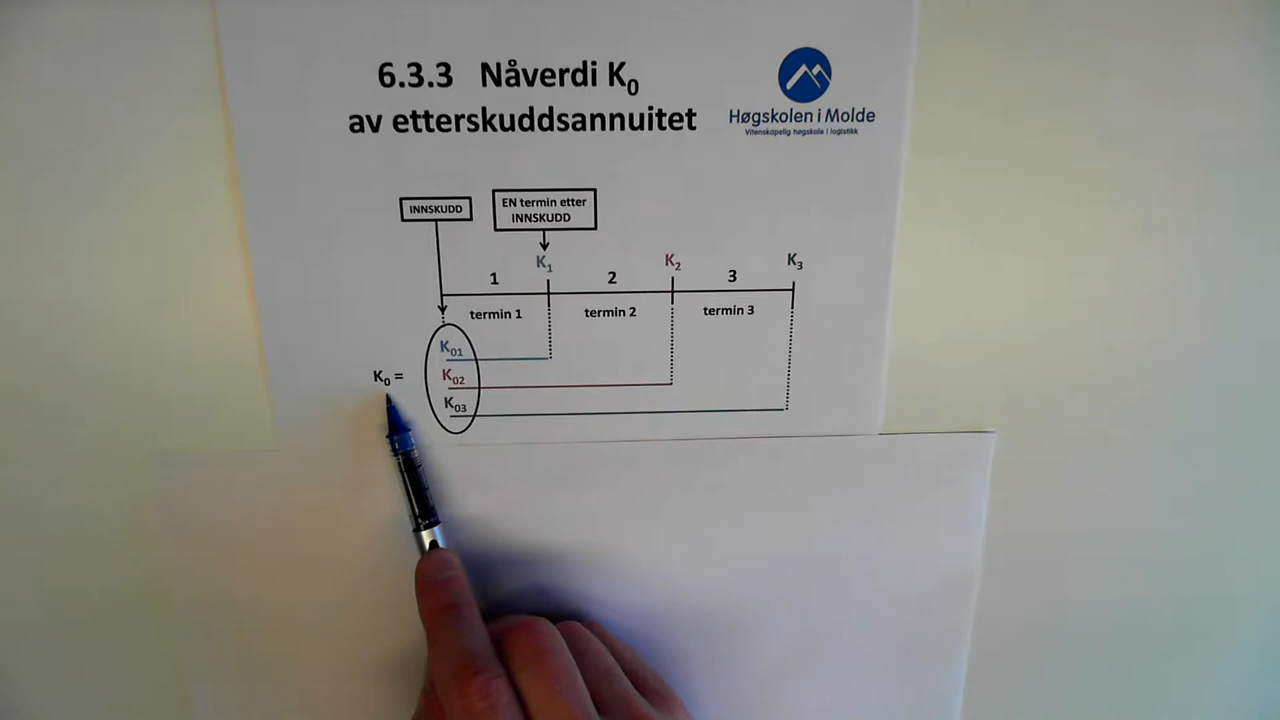 6.3.3 Nåverdi K₀
av etterskuddsannuitet
Høgskolen i Molde
Vitenskapelig høgskole i logistikk
INNSKUDD
EN termin etter
INNSKUDD
K₁ K₂ K₃
1 2 3
termin 1 termin 2 termin 3
K₀₁
K₀ = K₀₂
K₀₃